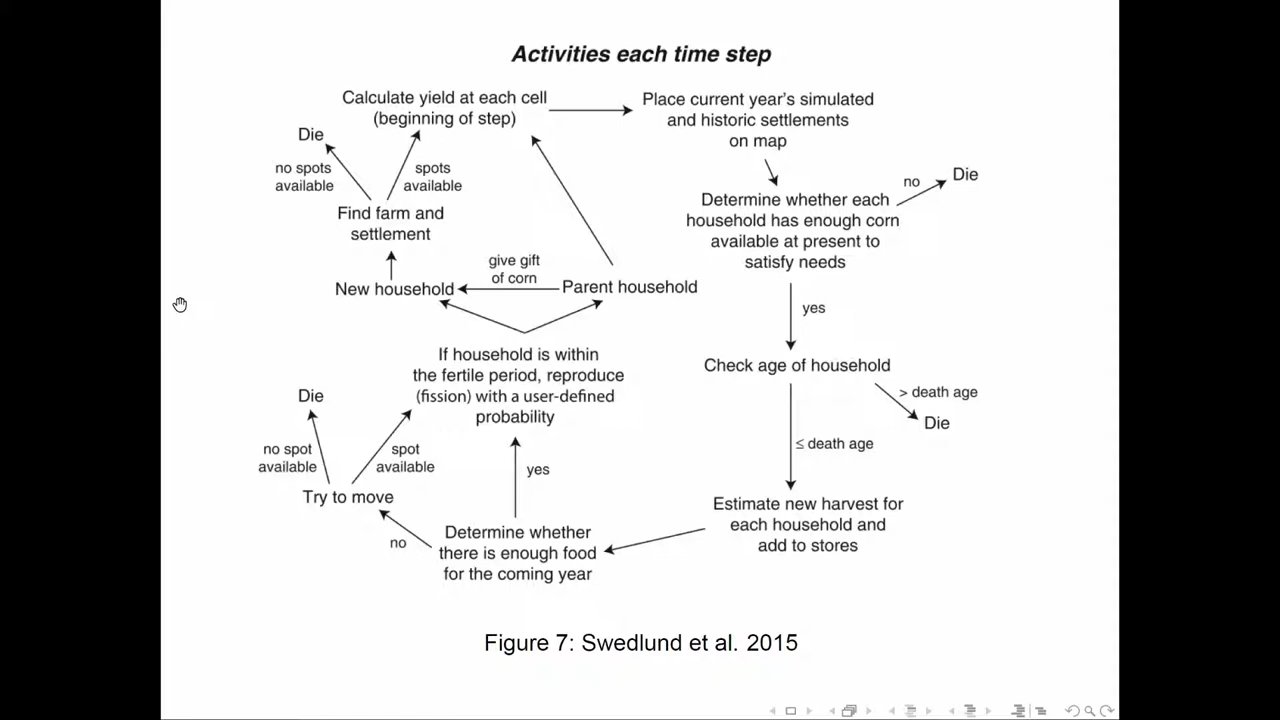 Activities each time step
Calculate yield at each cell
(beginning of step)
Place current year's simulated
and historic settlements
on map
Determine whether each
household has enough corn
available at present to
satisfy needs
no
Die
yes
Check age of household
> death age
Die
≤ death age
Estimate new harvest for
each household and
add to stores
Determine whether
there is enough food
for the coming year
no
yes
Try to move
no spot
available
Die
spot
available
If household is within
the fertile period, reproduce
(fission) with a user-defined
probability
Parent household
give gift
of corn
New household
Find farm and
settlement
no spots
available
Die
spots
available
Figure 7: Swedlund et al. 2015